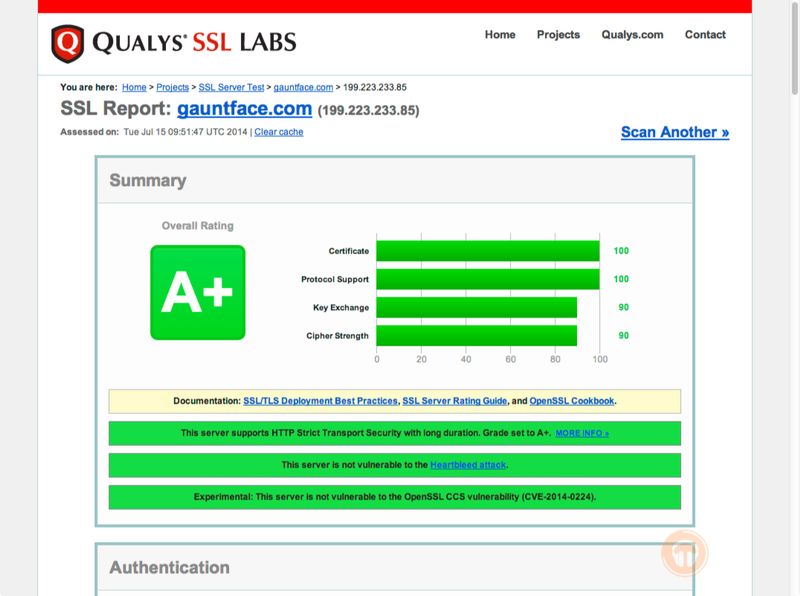 QUALYS® SSL LABS
Home Projects Qualys.com Contact
You are here: Home > Projects > SSL Server Test > gauntface.com > 199.223.233.85
SSL Report: gauntface.com (199.223.233.85)
Assessed on: Tue Jul 15 09:51:47 UTC 2014 | Clear cache
Scan Another »
Summary
Overall Rating
A+
Certificate 100
Protocol Support 100
Key Exchange 90
Cipher Strength 90
0 20 40 60 80 100
Documentation: SSL/TLS Deployment Best Practices, SSL Server Rating Guide, and OpenSSL Cookbook.
This server supports HTTP Strict Transport Security with long duration. Grade set to A+. MORE INFO »
This server is not vulnerable to the Heartbleed attack.
Experimental: This server is not vulnerable to the OpenSSL CCS vulnerability (CVE-2014-0224).
Authentication